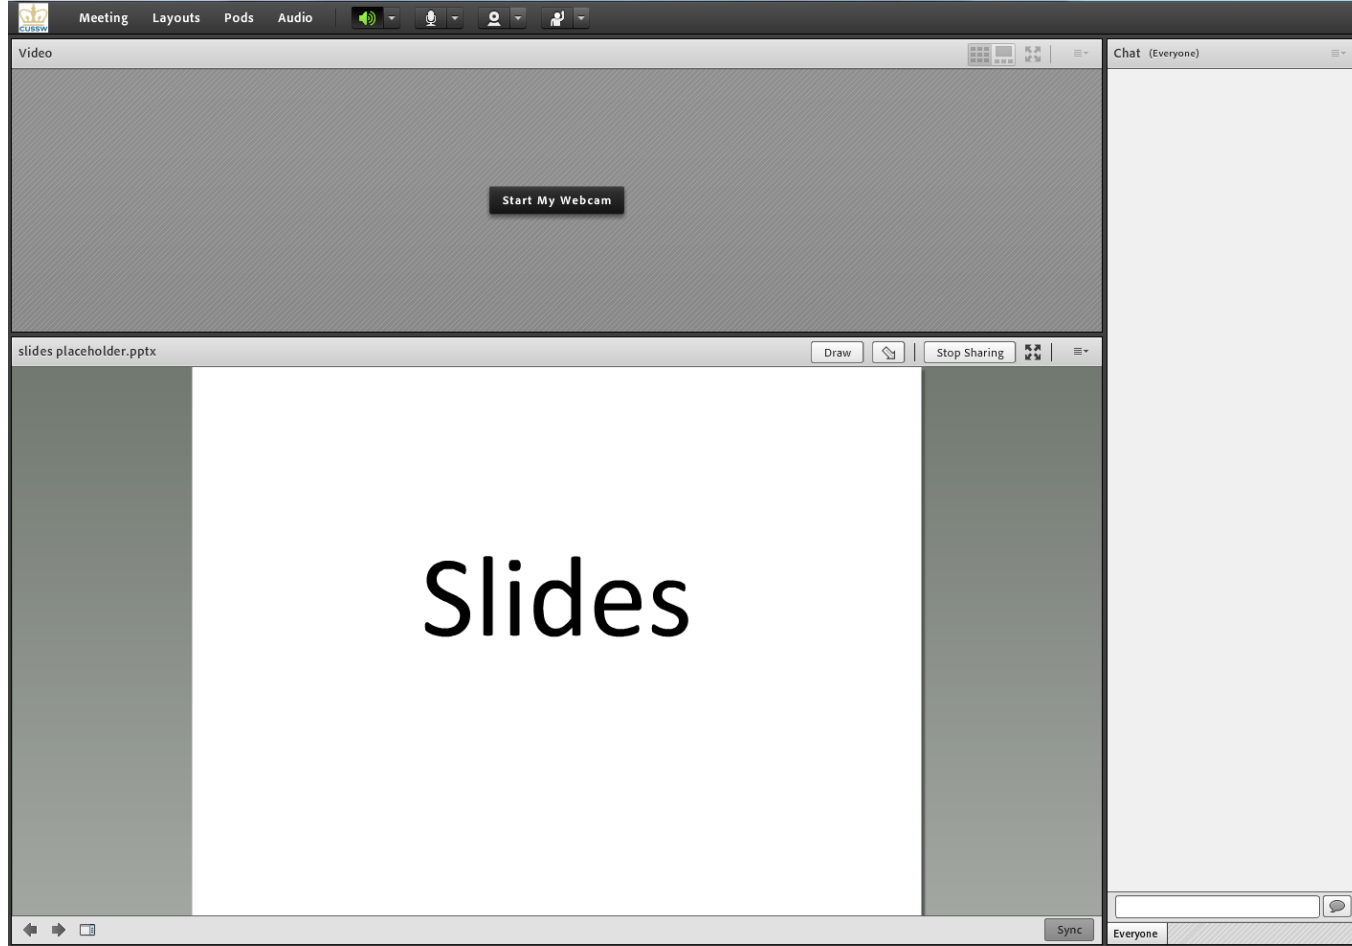 CUSSW
Meeting Layouts Pods Audio
Video
Chat (Everyone)
Start My Webcam
slides placeholder.pptx
Draw
Stop Sharing
Slides
Sync
Everyone